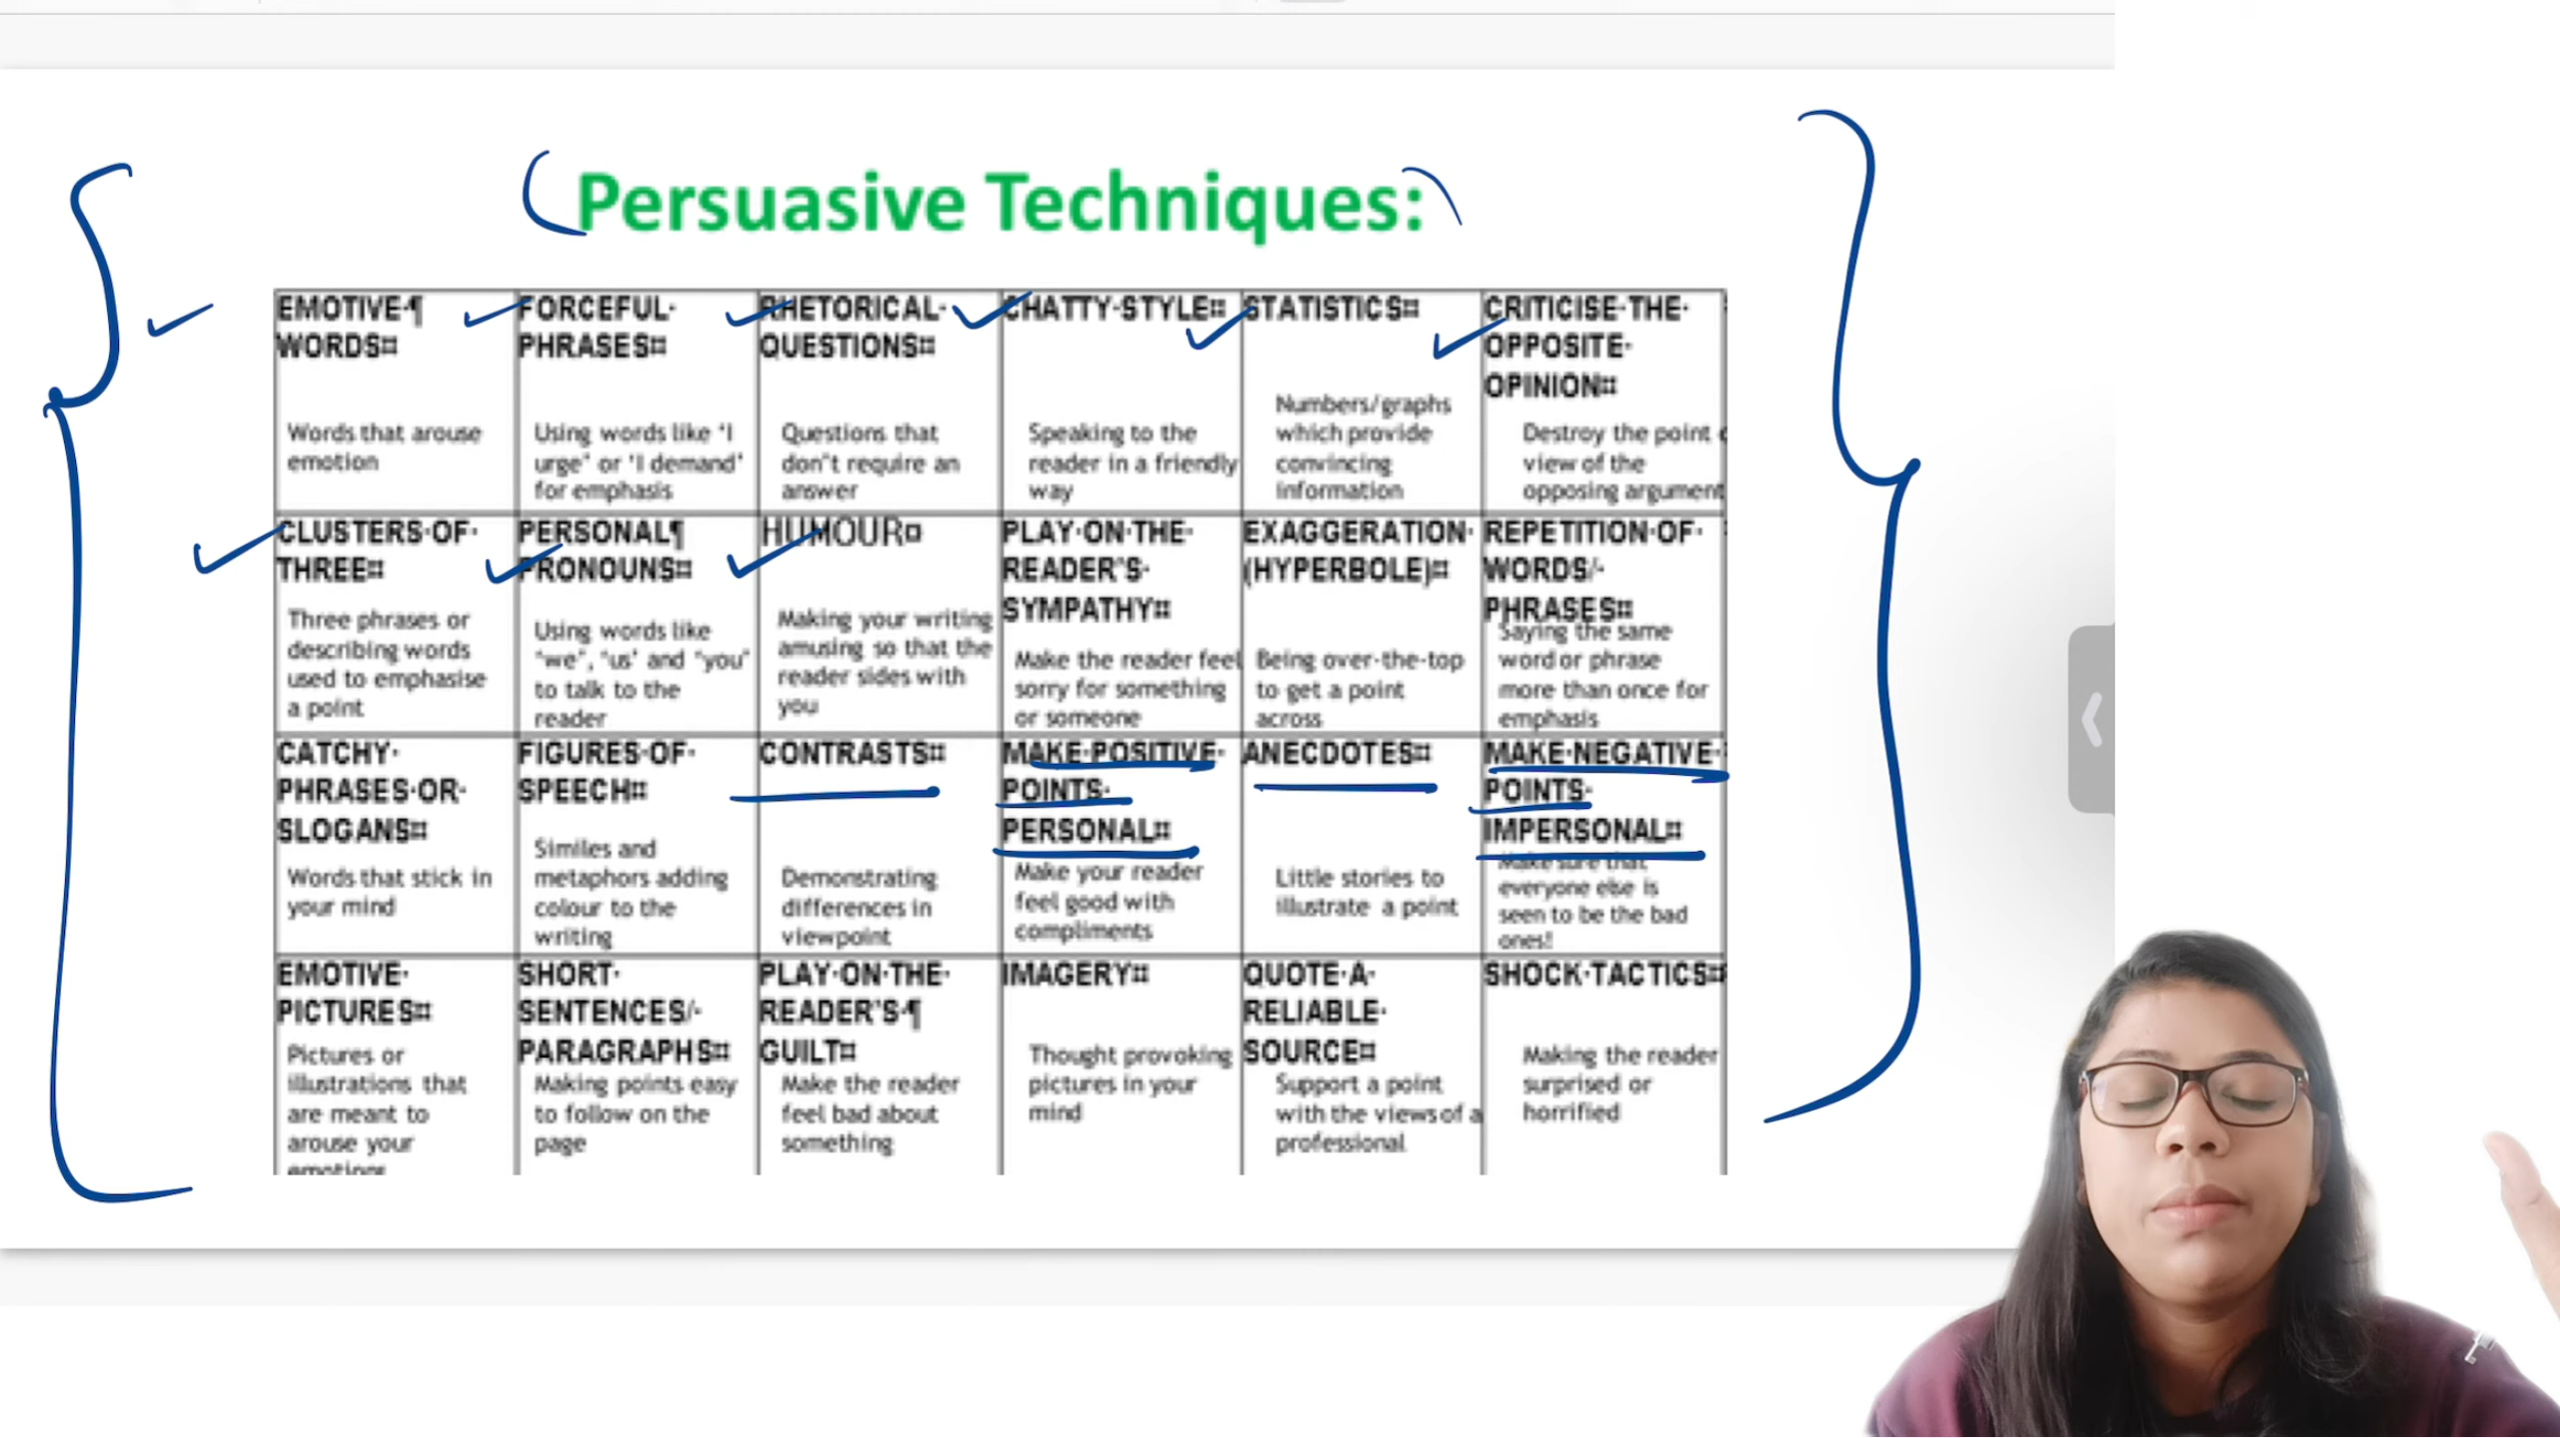 Persuasive Techniques:
EMOTIVE·¶
WORDS¤
Words that arouse
emotion
FORCEFUL·
PHRASES¤
Using words like 'I
urge' or 'I demand'
for emphasis
RHETORICAL·
QUESTIONS¤
Questions that
don't require an
answer
CHATTY·STYLE¤
Speaking to the
reader in a friendly
way
STATISTICS¤
Numbers/graphs
which provide
convincing
information
CRITICISE·THE·
OPPOSITE·
OPINION¤
Destroy the point
view of the
opposing argument
CLUSTERS·OF·
THREE¤
Three phrases or
describing words
used to emphasise
a point
PERSONAL¶
PRONOUNS¤
Using words like
"we", "us' and "you"
to talk to the
reader
HUMOUR¤
Making your writing
amusing so that the
reader sides with
you
PLAY·ON·THE·
READER'S·
SYMPATHY¤
Make the reader feel
sorry for something
or someone
EXAGGERATION·
(HYPERBOLE)¤
Being over-the-top
to get a point
across
REPETITION·OF·
WORDS/·
PHRASES¤
Saying the same
word or phrase
more than once for
emphasis
CATCHY·
PHRASES·OR·
SLOGANS¤
Words that stick in
your mind
FIGURES·OF·
SPEECH¤
Similes and
metaphors adding
colour to the
writing
CONTRASTS¤
Demonstrating
differences in
viewpoint
MAKE·POSITIVE·
POINTS·
PERSONAL¤
Make your reader
feel good with
compliments
ANECDOTES¤
Little stories to
illustrate a point
MAKE·NEGATIVE·
POINTS·
IMPERSONAL¤
Make sure that
everyone else is
seen to be the bad
ones!
EMOTIVE·
PICTURES¤
Pictures or
illustrations that
are meant to
arouse your
emotions
SHORT·
SENTENCES/·
PARAGRAPHS¤
Making points easy
to follow on the
page
PLAY·ON·THE·
READER'S·¶
GUILT¤
Make the reader
feel bad about
something
IMAGERY¤
Thought provoking
pictures in your
mind
QUOTE·A·
RELIABLE·
SOURCE¤
Support a point
with the views of a
professional
SHOCK·TACTICS¤
Making the reader
surprised or
horrified